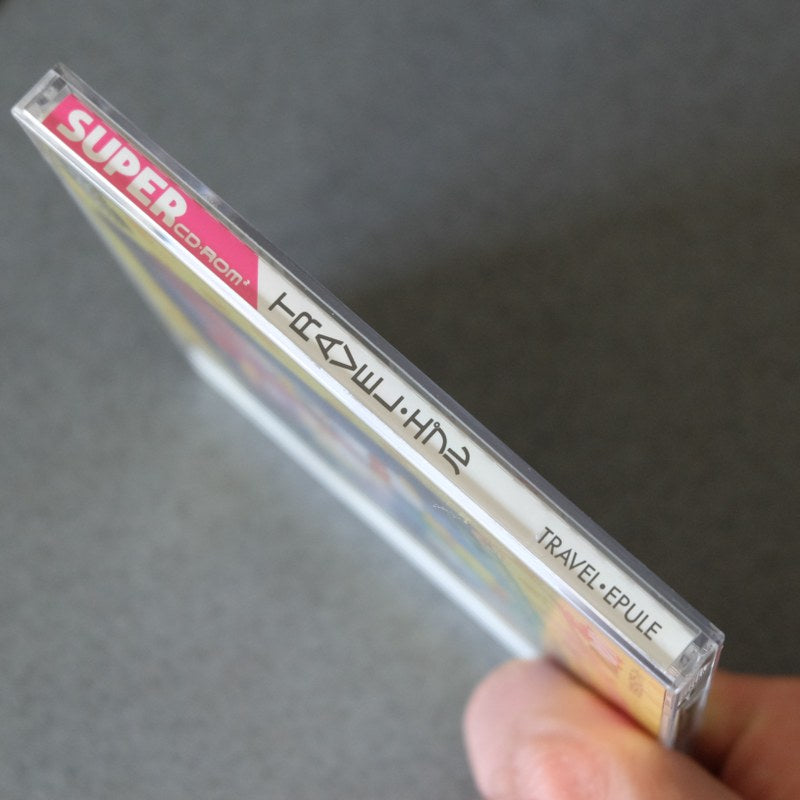 SUPER
CD-ROM²
TRAVEL・エプル
TRAVEL・EPULE